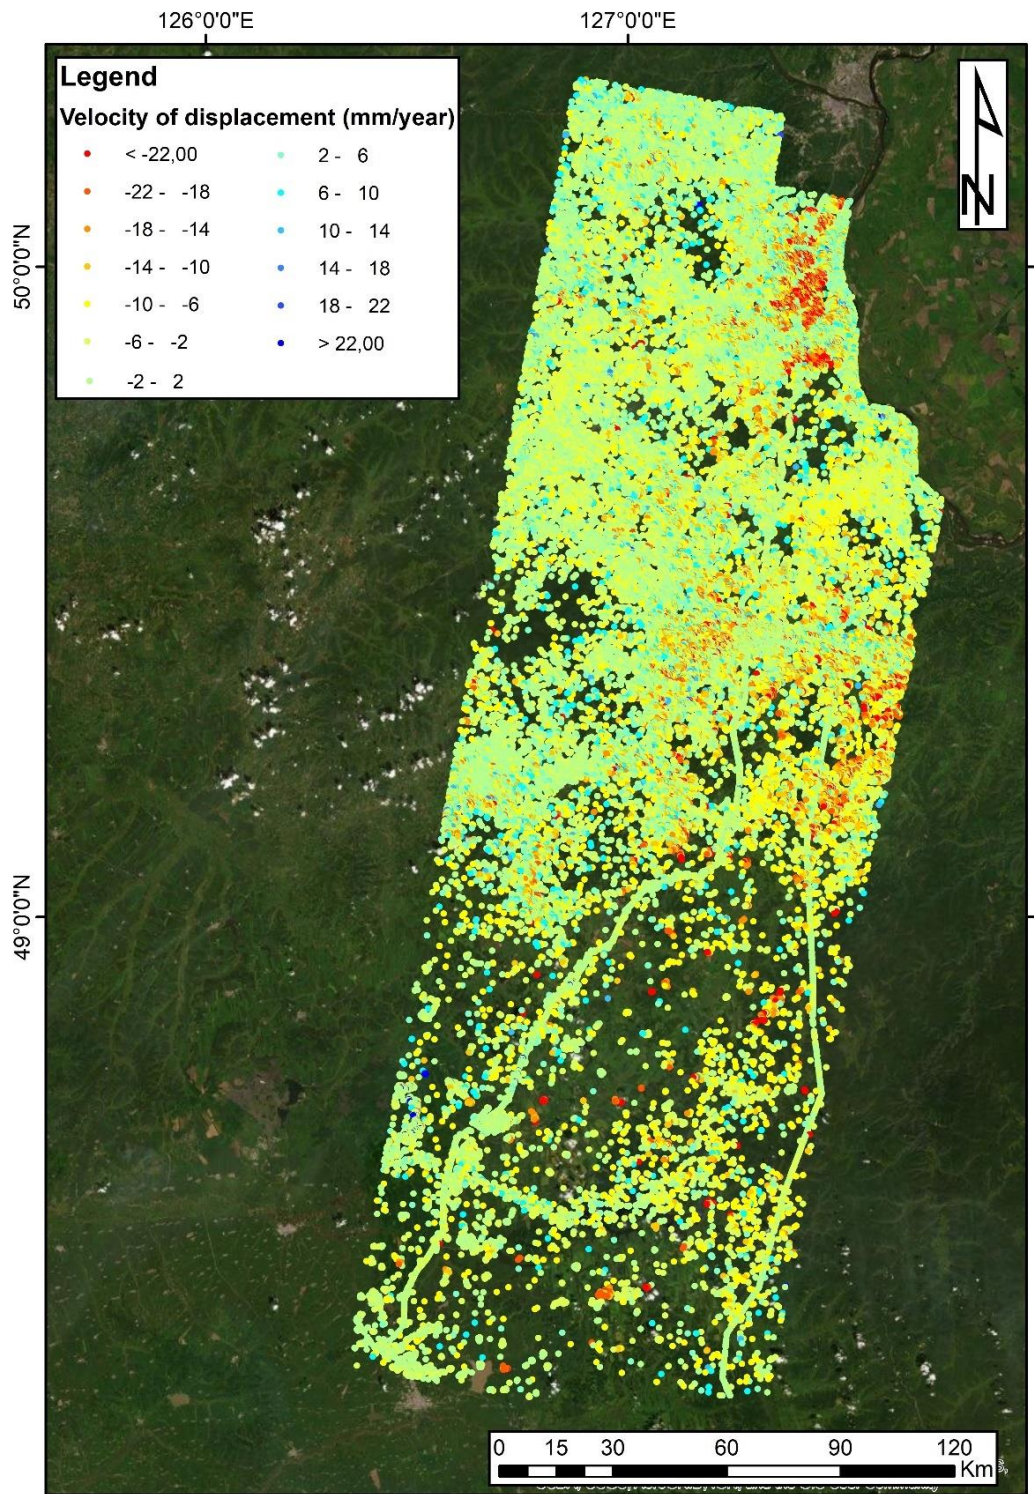 126°0'0"E 127°0'0"E
Legend
Velocity of displacement (mm/year)
< -22,00 2 - 6
-22 - -18 6 - 10
-18 - -14 10 - 14
-14 - -10 14 - 18
-10 - -6 18 - 22
-6 - -2 > 22,00
-2 - 2
N
50°0'0"N
49°0'0"N
0 15 30 60 90 120
Km